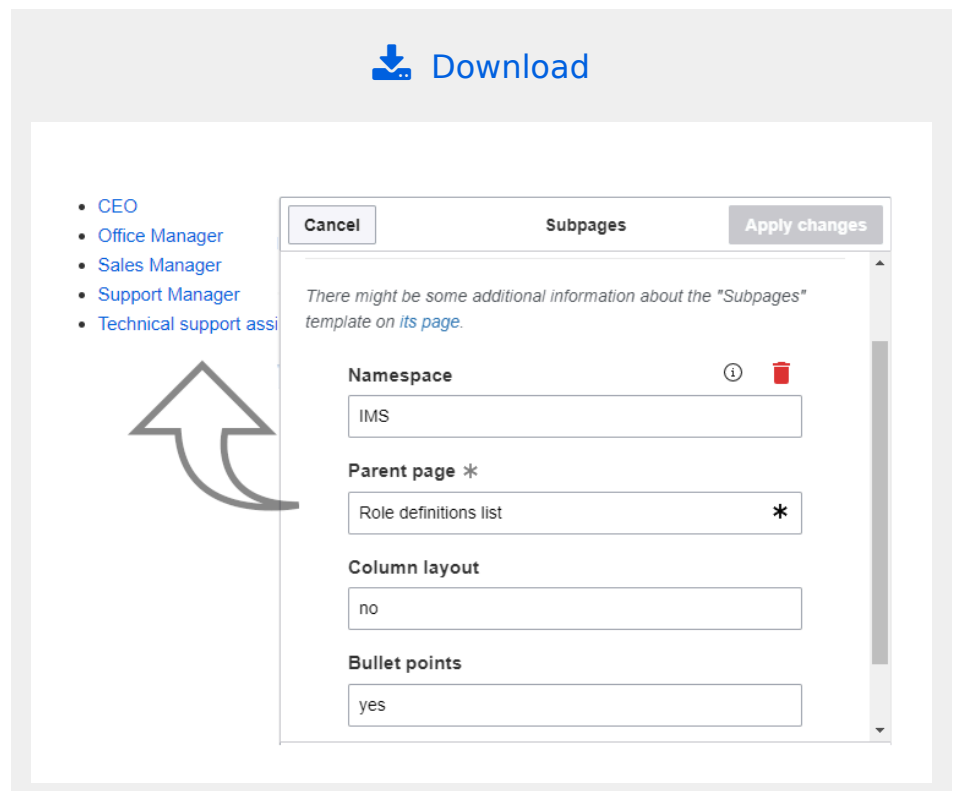 Download
CEO
Office Manager
Sales Manager
Support Manager
Technical support assi
Cancel
Subpages
Apply changes
There might be some additional information about the "Subpages"
template on its page.
Namespace
IMS
Parent page *
Role definitions list *
Column layout
no
Bullet points
yes